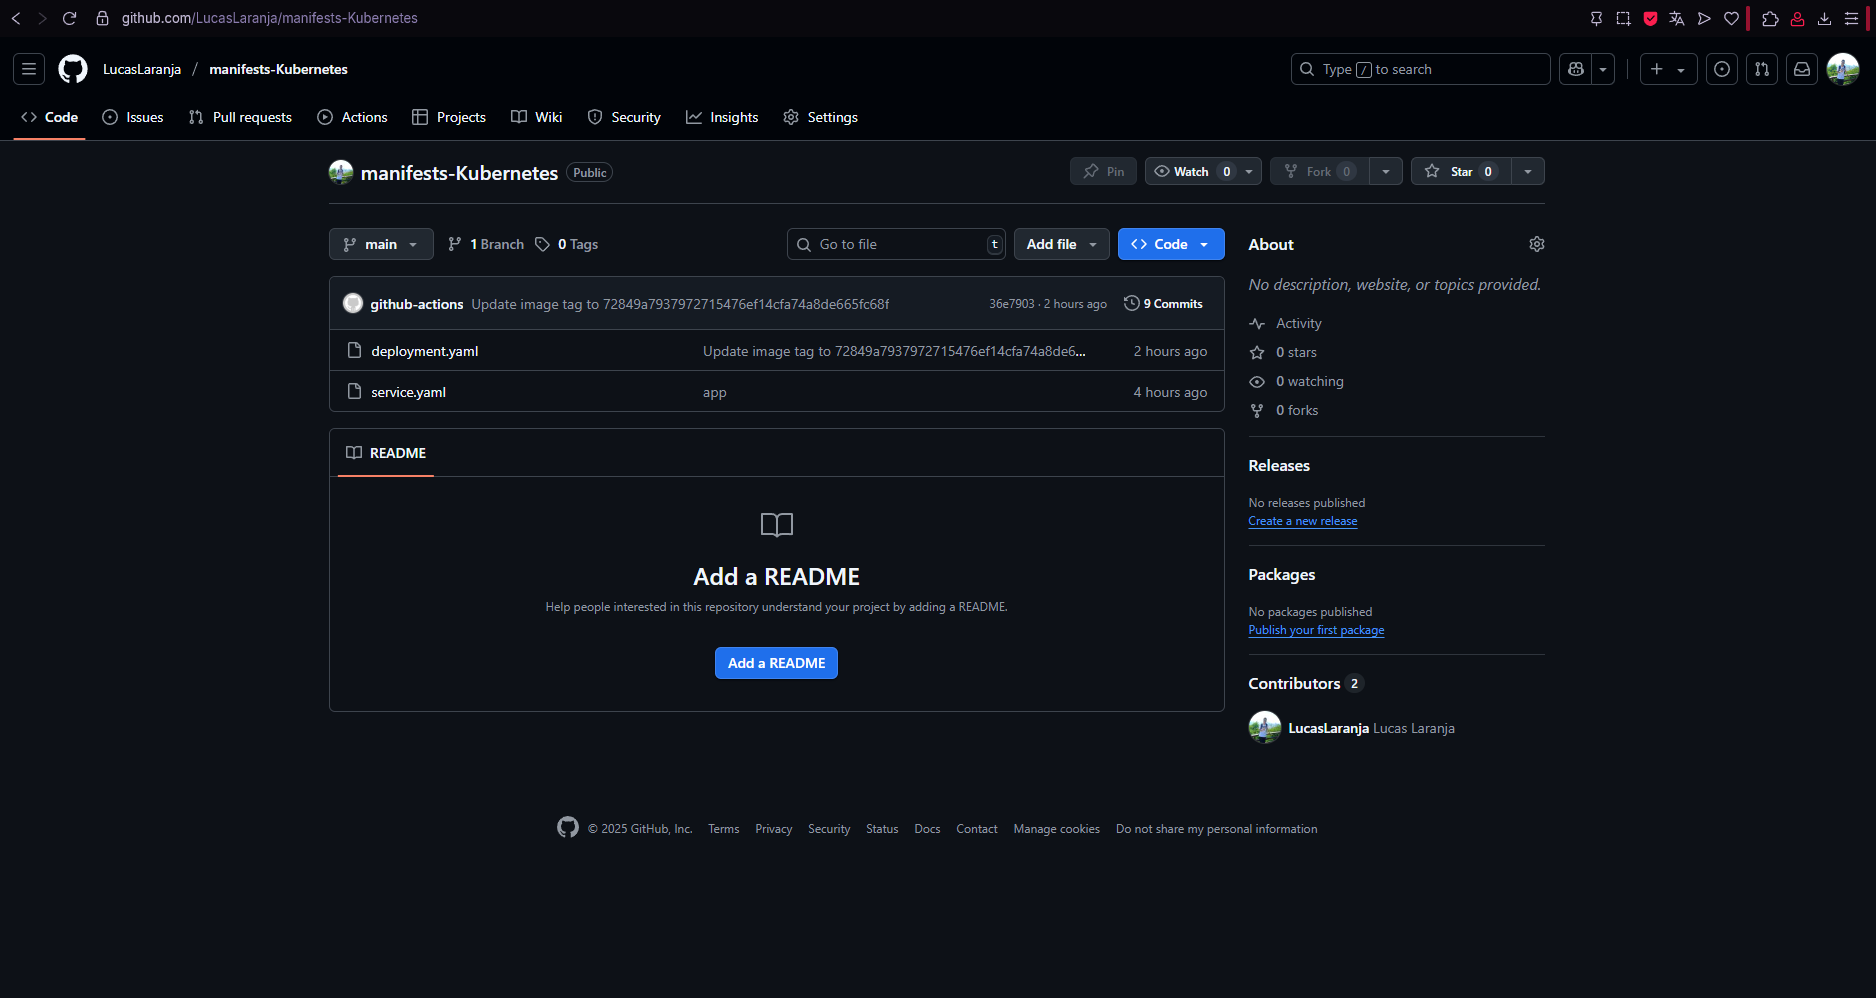 github.com/LucasLaranja/manifests-Kubernetes
LucasLaranja / manifests-Kubernetes
Type / to search
Code Issues Pull requests Actions Projects Wiki Security Insights Settings
manifests-Kubernetes Public
Pin Watch 0 Fork 0 Star 0
main 1 Branch 0 Tags
Go to file t Add file Code
github-actions Update image tag to 72849a7937972715476ef14cfa74a8de665fc68f 36e7903 · 2 hours ago 9 Commits
deployment.yaml Update image tag to 72849a7937972715476ef14cfa74a8de6... 2 hours ago
service.yaml app 4 hours ago
README
Add a README
Help people interested in this repository understand your project by adding a README.
Add a README
About
No description, website, or topics provided.
Activity
0 stars
0 watching
0 forks
Releases
No releases published
Create a new release
Packages
No packages published
Publish your first package
Contributors 2
LucasLaranja Lucas Laranja
© 2025 GitHub, Inc. Terms Privacy Security Status Docs Contact Manage cookies Do not share my personal information